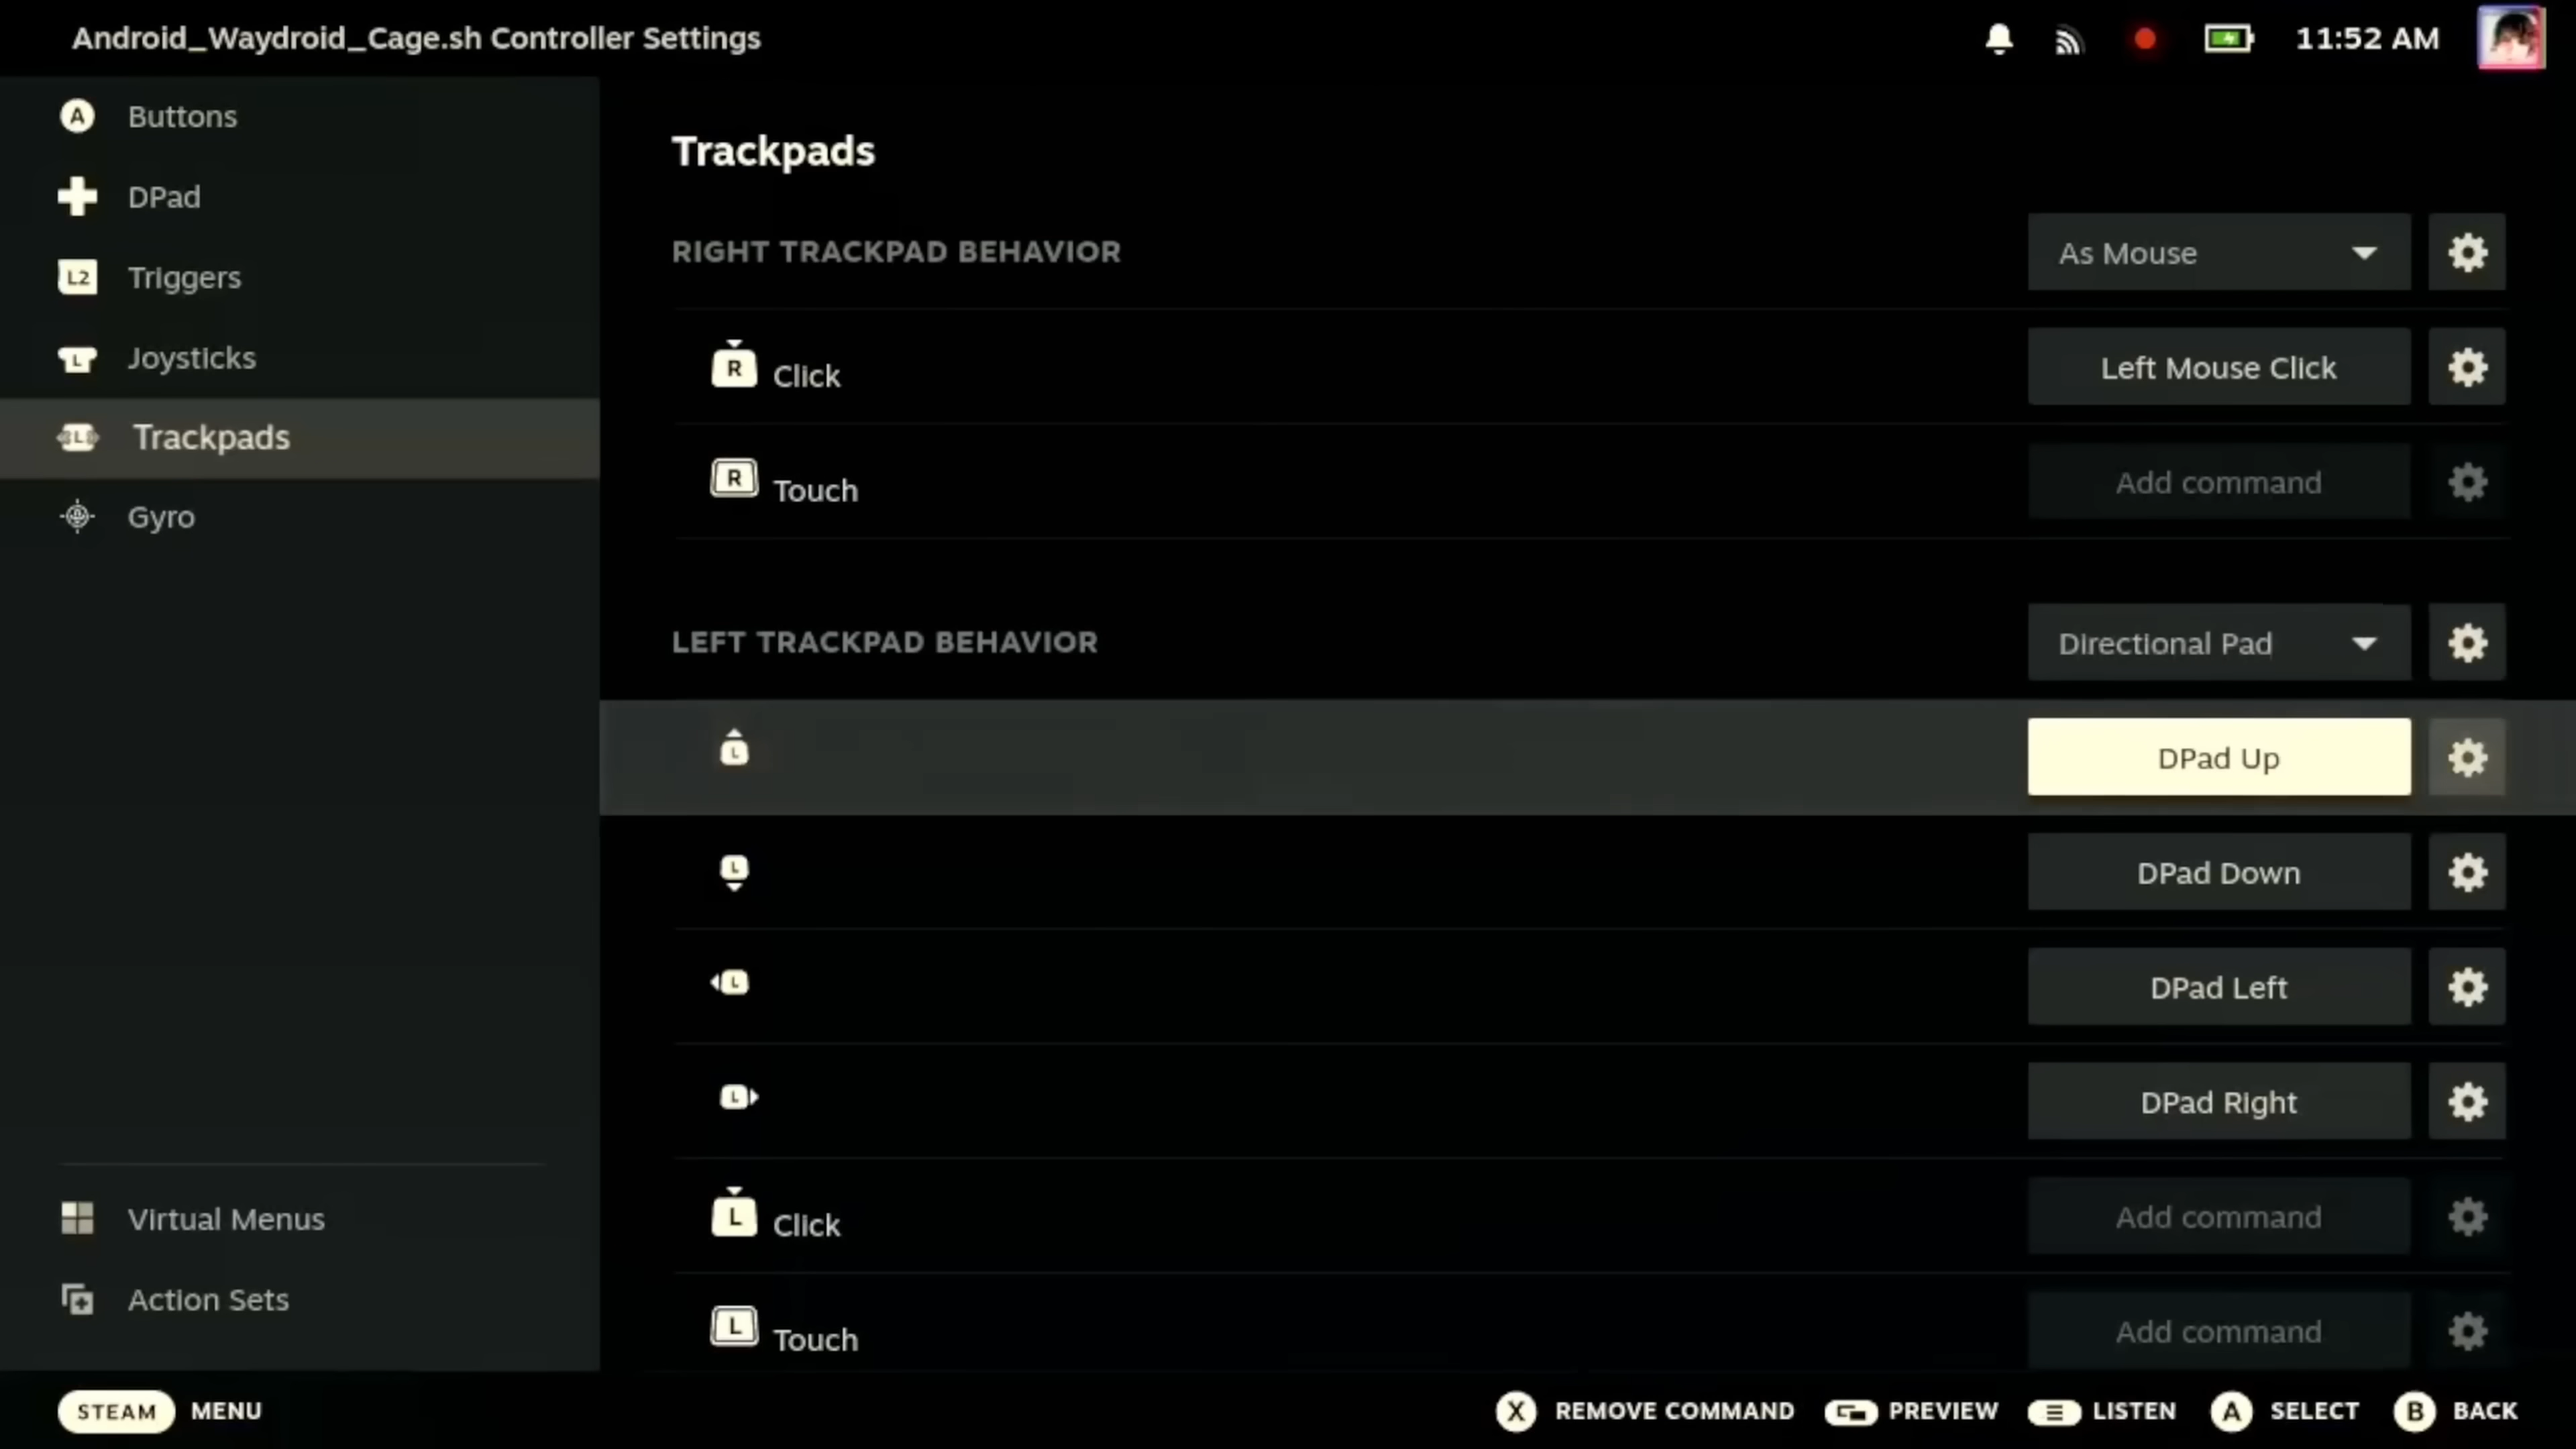 Android_Waydroid_Cage.sh Controller Settings
11:52 AM
A Buttons
DPad
L2 Triggers
L Joysticks
L Trackpads
Gyro
Virtual Menus
Action Sets
Trackpads
RIGHT TRACKPAD BEHAVIOR
As Mouse
R Click
Left Mouse Click
R Touch
Add command
LEFT TRACKPAD BEHAVIOR
Directional Pad
L
DPad Up
L
DPad Down
L
DPad Left
L
DPad Right
L Click
Add command
L Touch
Add command
STEAM MENU
X REMOVE COMMAND
PREVIEW
LISTEN
A SELECT
B BACK